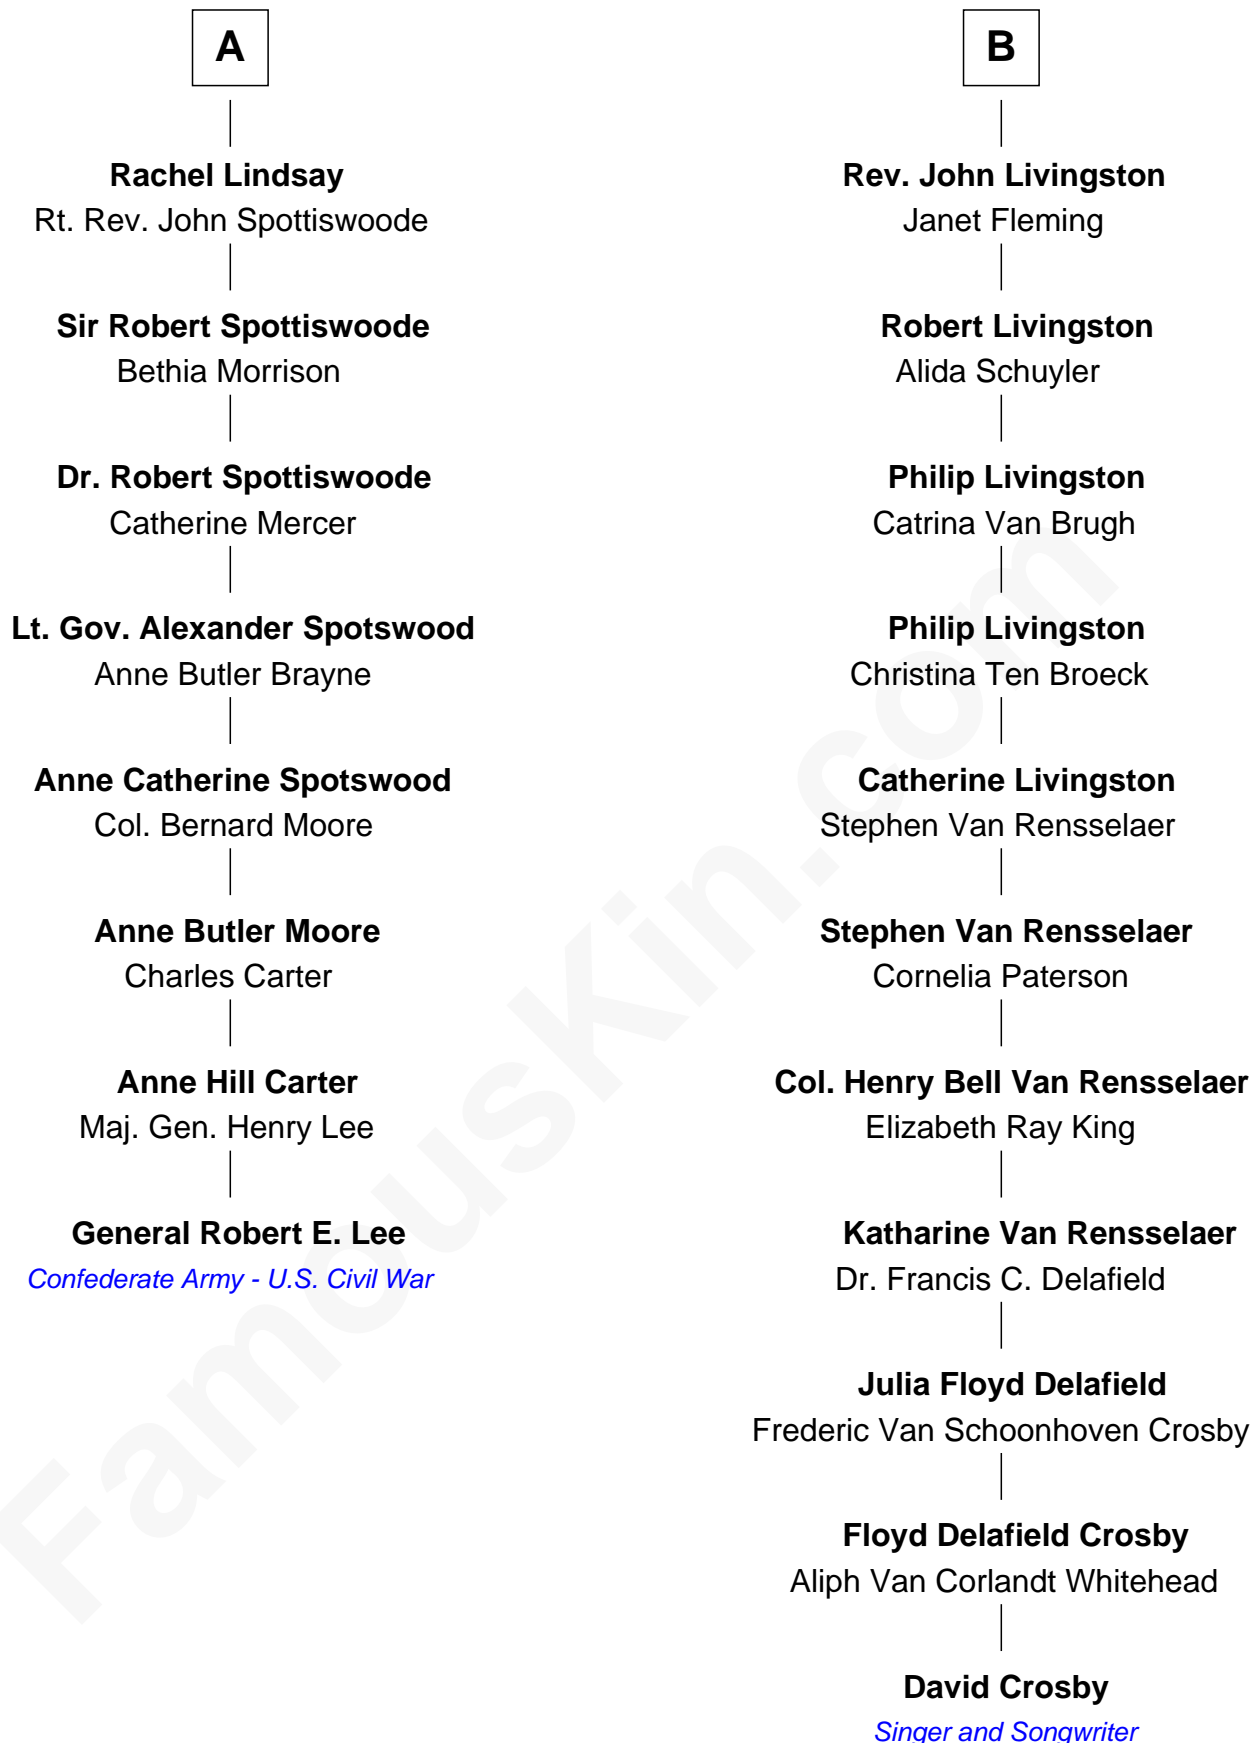 A
Rachel Lindsay
Rt. Rev. John Spottiswoode
Sir Robert Spottiswoode
Bethia Morrison
Dr. Robert Spottiswoode
Catherine Mercer
Lt. Gov. Alexander Spotswood
Anne Butler Brayne
Anne Catherine Spotswood
Col. Bernard Moore
Anne Butler Moore
Charles Carter
Anne Hill Carter
Maj. Gen. Henry Lee
General Robert E. Lee
Confederate Army - U.S. Civil War
B
Rev. John Livingston
Janet Fleming
Robert Livingston
Alida Schuyler
Philip Livingston
Catrina Van Brugh
Philip Livingston
Christina Ten Broeck
Catherine Livingston
Stephen Van Rensselaer
Stephen Van Rensselaer
Cornelia Paterson
Col. Henry Bell Van Rensselaer
Elizabeth Ray King
Katharine Van Rensselaer
Dr. Francis C. Delafield
Julia Floyd Delafield
Frederic Van Schoonhoven Crosby
Floyd Delafield Crosby
Aliph Van Corlandt Whitehead
David Crosby
Singer and Songwriter
FamousKin.com